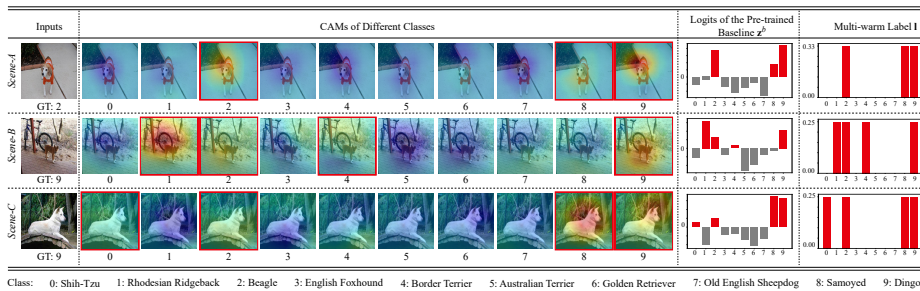 Inputs CAMs of Different Classes Logits of the Pre-trained Baseline z^b Multi-warm Label l
Scene-A
0.33
0
0.00
0 1 2 3 4 5 6 7 8 9
0 1 2 3 4 5 6 7 8 9
GT: 2 0 1 2 3 4 5 6 7 8 9
Scene-B
0.25
0
0.00
0 1 2 3 4 5 6 7 8 9
0 1 2 3 4 5 6 7 8 9
GT: 9 0 1 2 3 4 5 6 7 8 9
Scene-C
0.25
0
0.00
0 1 2 3 4 5 6 7 8 9
0 1 2 3 4 5 6 7 8 9
GT: 9 0 1 2 3 4 5 6 7 8 9
Class: 0: Shih-Tzu 1: Rhodesian Ridgeback 2: Beagle 3: English Foxhound 4: Border Terrier 5: Australian Terrier 6: Golden Retriever 7: Old English Sheepdog 8: Samoyed 9: Dingo